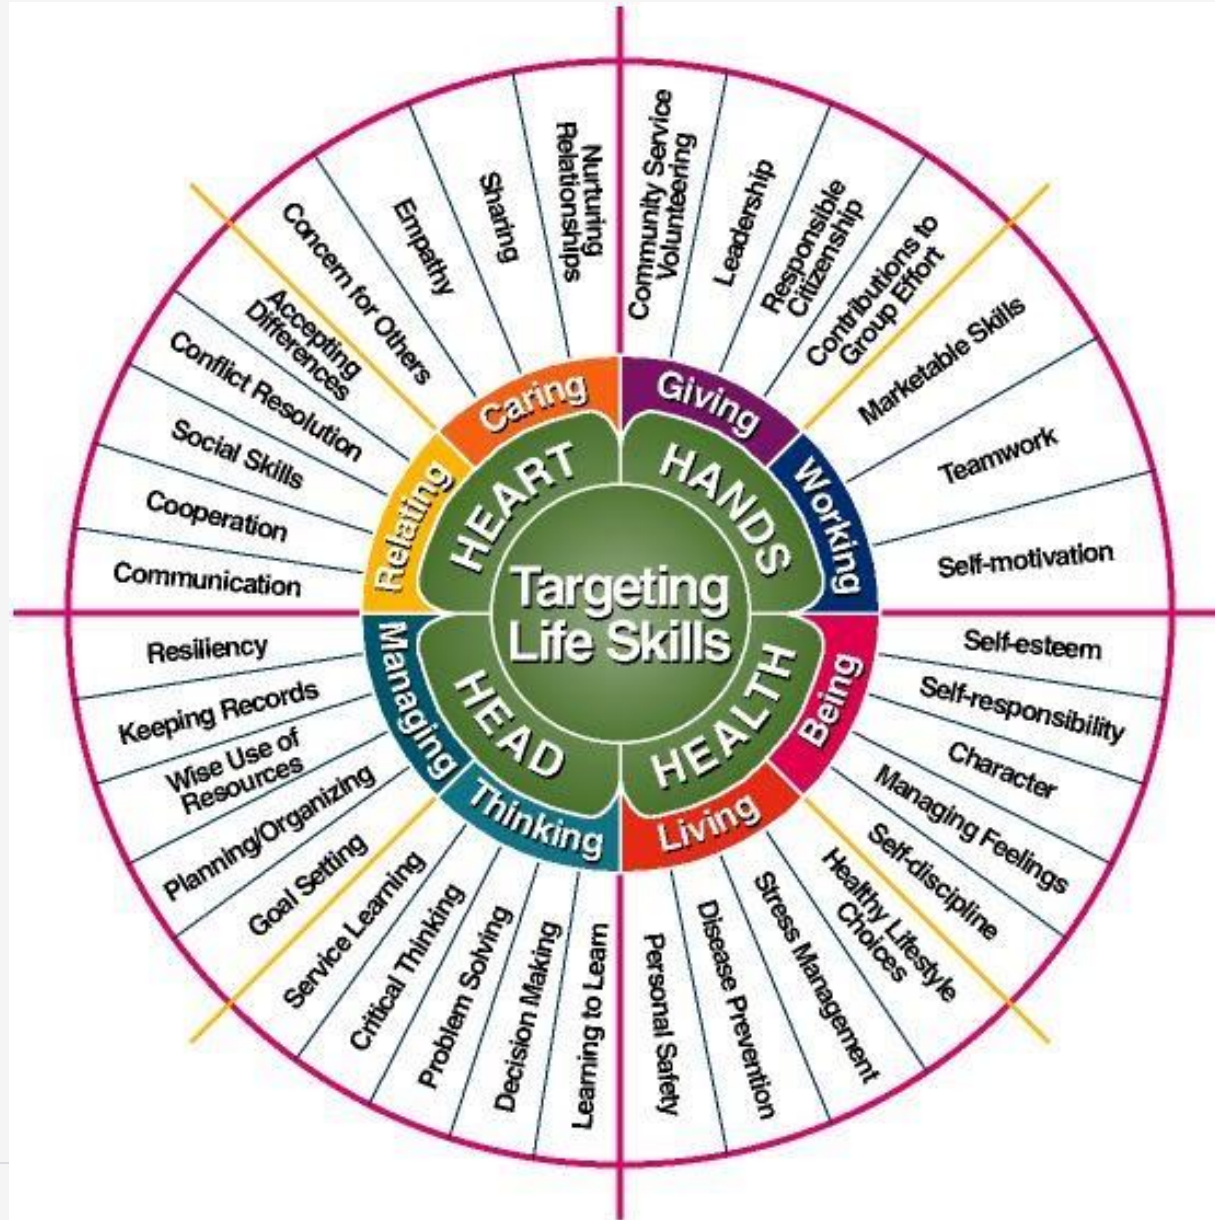 Targeting
Life Skills
HEART
HANDS
HEALTH
HEAD
Caring
Giving
Working
Being
Living
Thinking
Managing
Relating
Community Service
Volunteering
Leadership
Responsible
Citizenship
Contributions to
Group Effort
Marketable Skills
Teamwork
Self-motivation
Self-esteem
Self-responsibility
Character
Managing Feelings
Self-discipline
Healthy Lifestyle
Choices
Stress Management
Disease Prevention
Personal Safety
Learning to Learn
Decision Making
Problem Solving
Critical Thinking
Service Learning
Goal Setting
Planning/Organizing
Wise Use of
Resources
Keeping Records
Resiliency
Communication
Cooperation
Social Skills
Conflict Resolution
Accepting
Differences
Concern for Others
Empathy
Sharing
Nurturing
Relationships